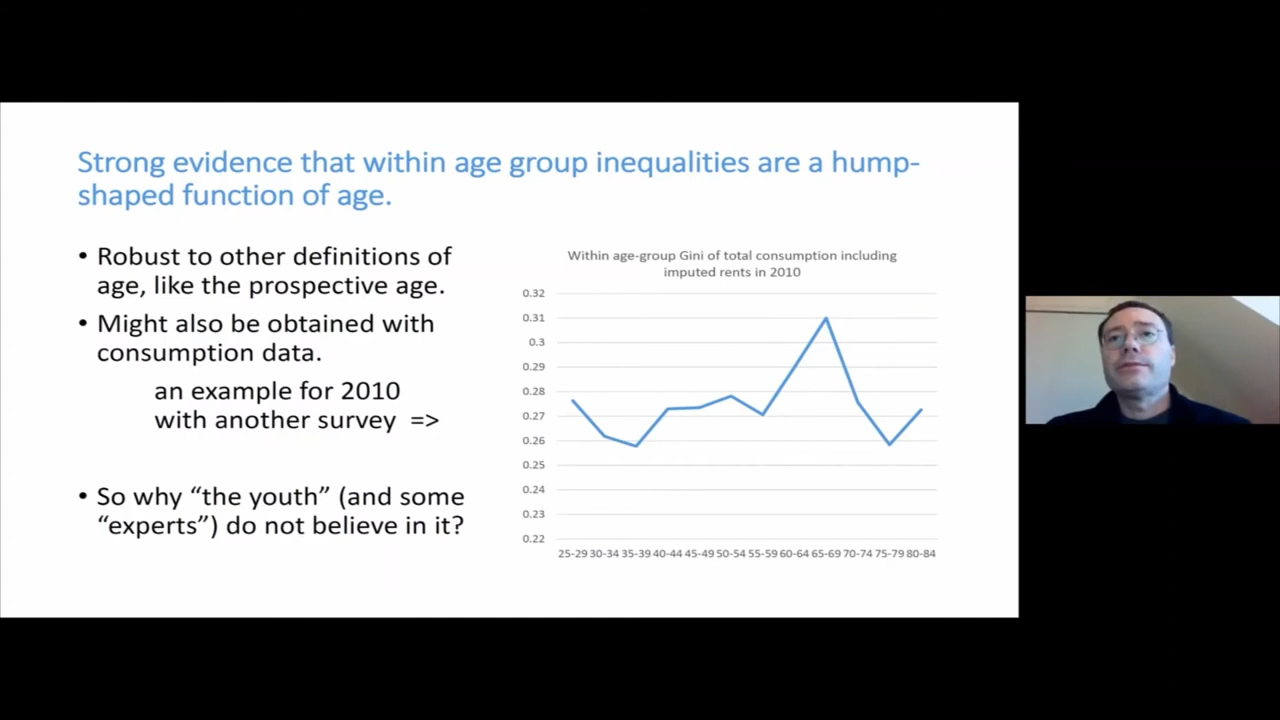 Strong evidence that within age group inequalities are a hump-
shaped function of age.
• Robust to other definitions of
age, like the prospective age.
• Might also be obtained with
consumption data.
an example for 2010
with another survey =>
• So why “the youth” (and some
“experts”) do not believe in it?
Within age-group Gini of total consumption including
imputed rents in 2010
0.32
0.31
0.3
0.29
0.28
0.27
0.26
0.25
0.24
0.23
0.22
25-29 30-34 35-39 40-44 45-49 50-54 55-59 60-64 65-69 70-74 75-79 80-84